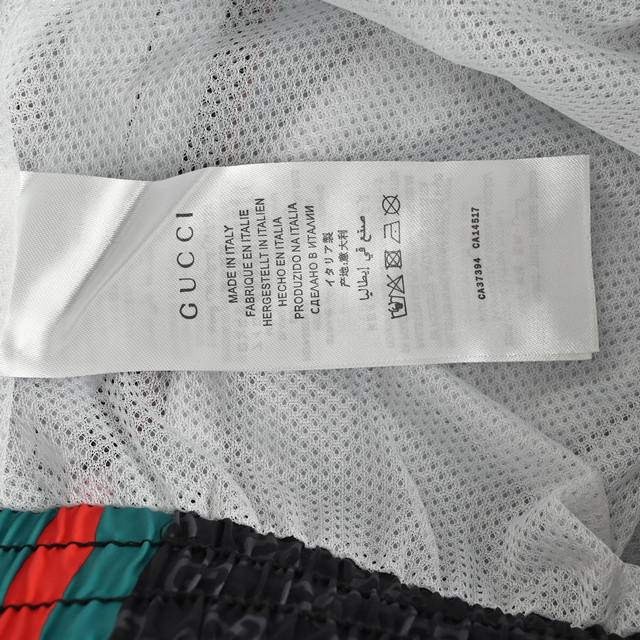 GUCCI
MADE IN ITALY
FABRIQUE EN ITALIE
HERGESTELLT IN ITALIEN
HECHO EN ITALIA
PRODUZIDO NA ITALIA
СДЕЛАНО В ИТАЛИИ
イタリア製
产地意大利
صنع في إيطاليا
CA37394 CA14517